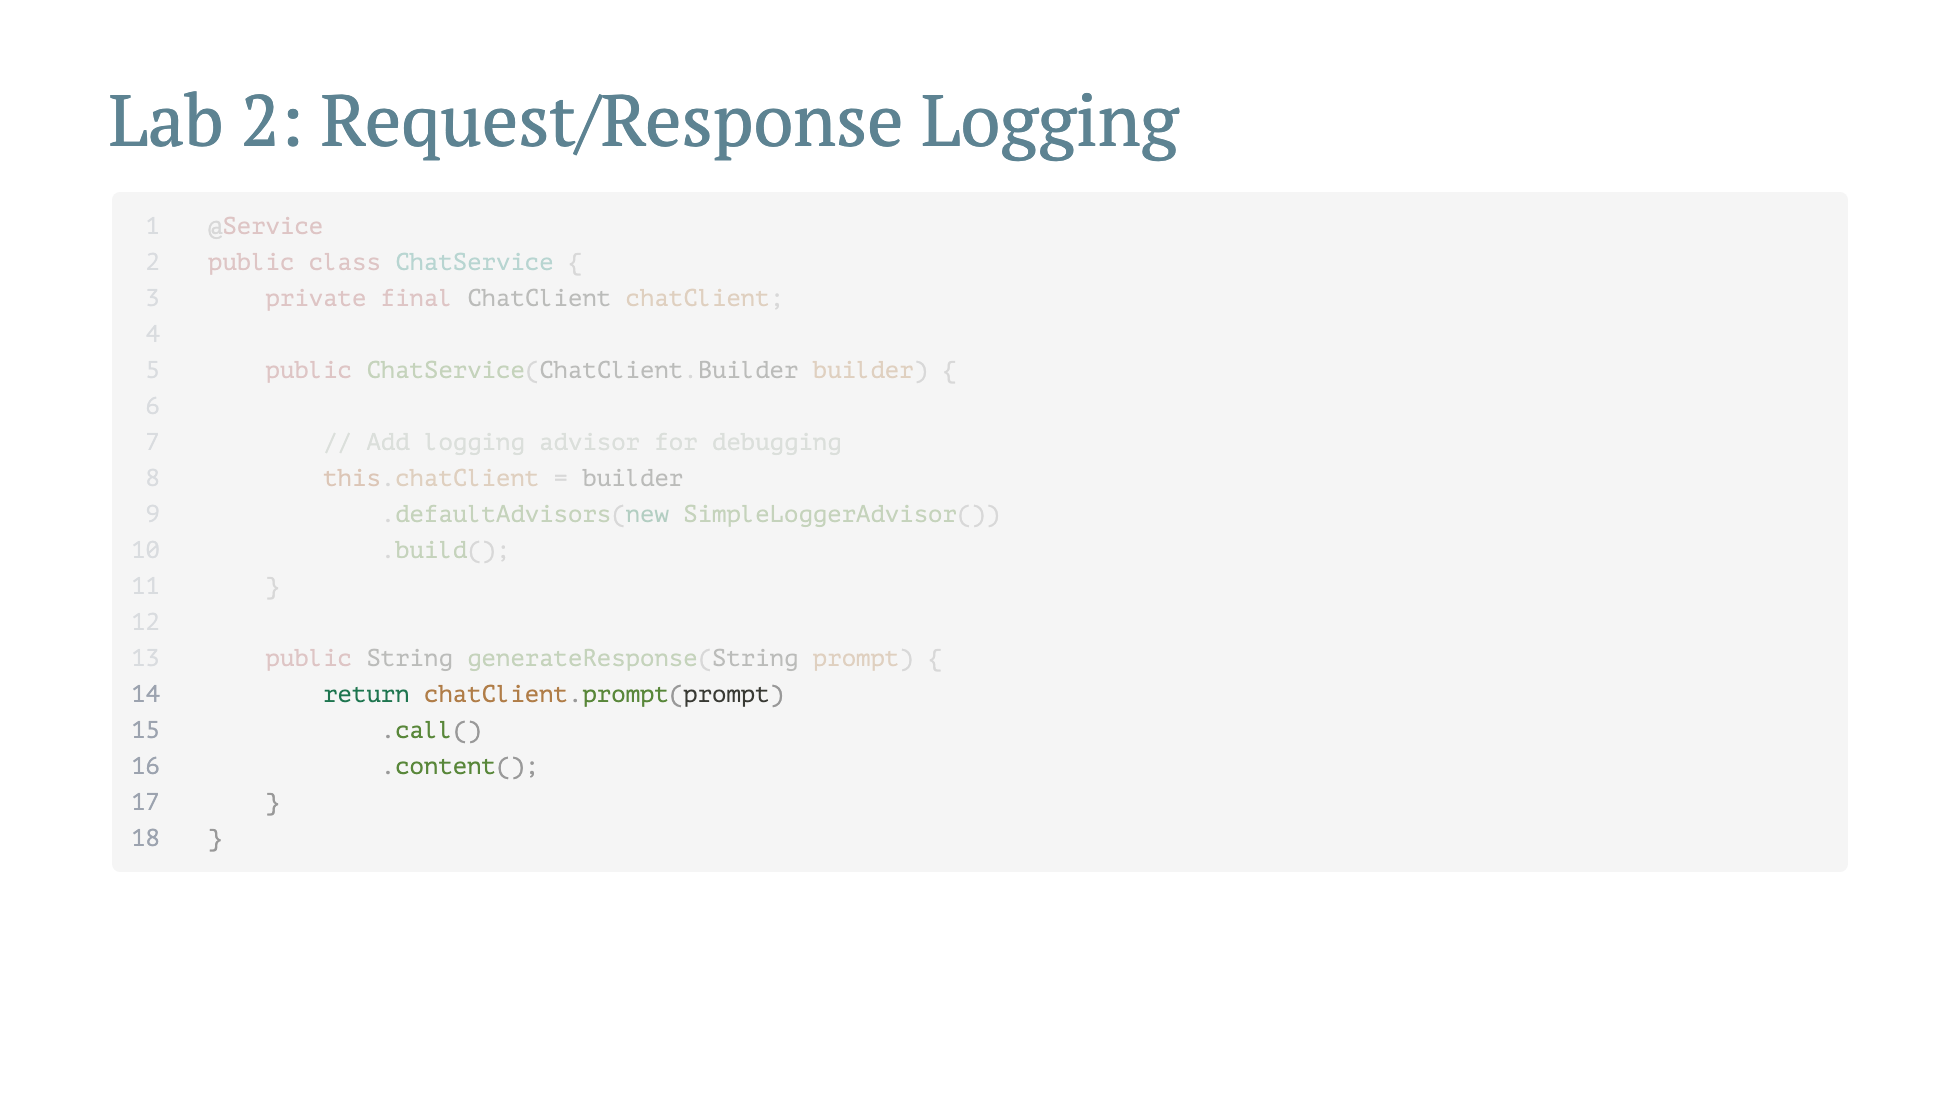 Lab 2: Request/Response Logging
1 @Service
2 public class ChatService {
3     private final ChatClient chatClient;
4
5     public ChatService(ChatClient.Builder builder) {
6
7         // Add logging advisor for debugging
8         this.chatClient = builder
9             .defaultAdvisors(new SimpleLoggerAdvisor())
10             .build();
11     }
12
13     public String generateResponse(String prompt) {
14         return chatClient.prompt(prompt)
15             .call()
16             .content();
17     }
18 }